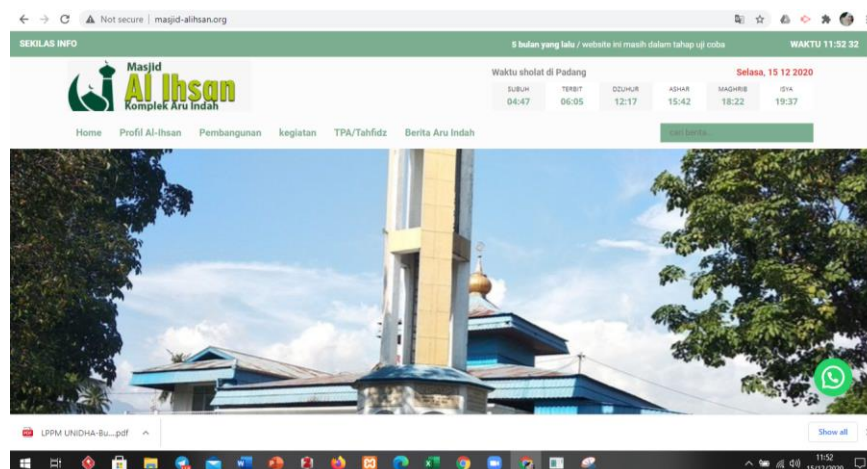 Not secure | masjid-alihsan.org
SEKILAS INFO
5 bulan yang lalu / website ini masih dalam tahap uji coba
WAKTU 11:52 32
Masjid
Al Ihsan
Komplek Aru Indah
Waktu sholat di Padang
Selasa, 15 12 2020
SUBUH TERBIT DZUHUR ASHAR MAGHRIB ISYA
04:47 06:05 12:17 15:42 18:22 19:37
Home Profil Al-Ihsan Pembangunan kegiatan TPA/Tahfidz Berita Aru Indah
cari berita...
LPPM UNIDHA-Bu....pdf
Show all
11:52
15/12/2020